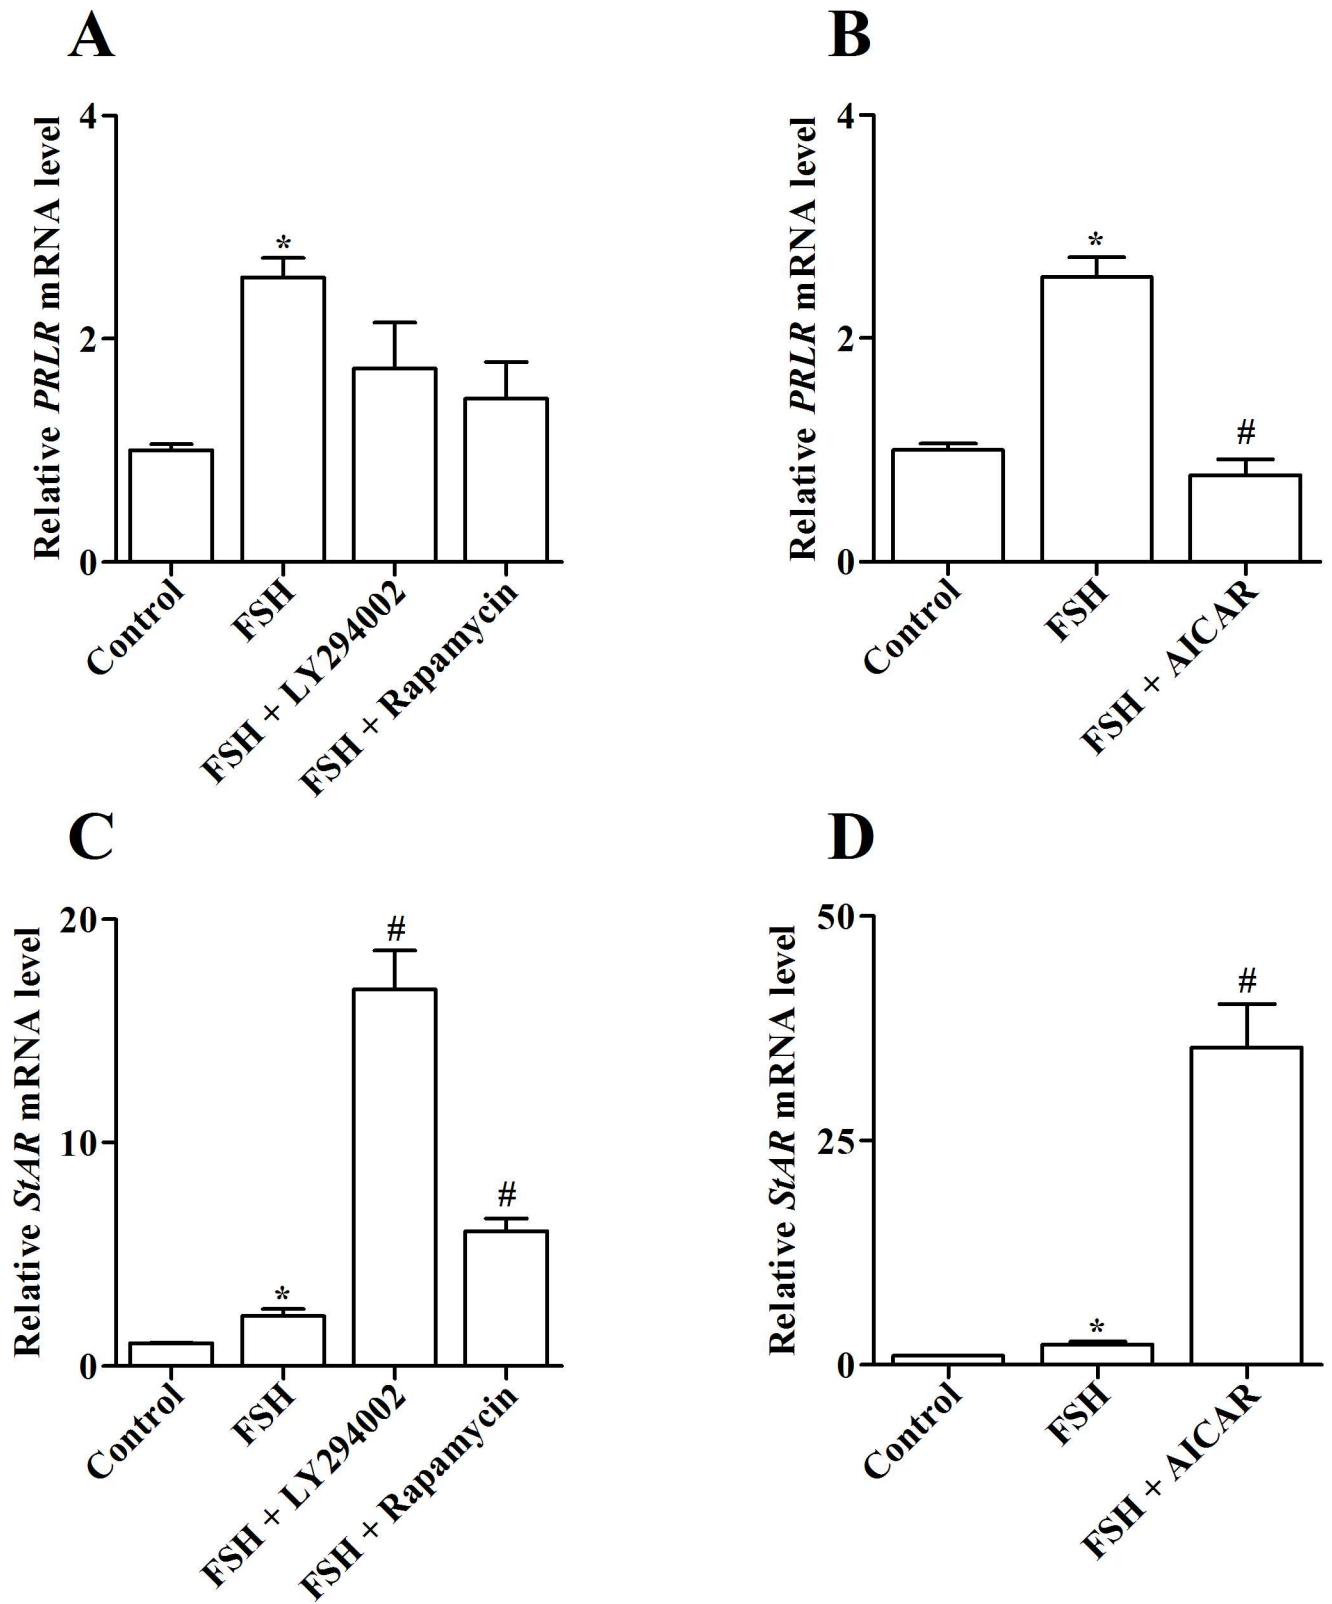 A
Relative PRLR mRNA level
4
2
0
*
Control
FSH
FSH + LY294002
FSH + Rapamycin
B
Relative PRLR mRNA level
4
2
0
*
#
Control
FSH
FSH + AICAR
C
Relative StAR mRNA level
20
10
0
*
#
#
Control
FSH
FSH + LY294002
FSH + Rapamycin
D
Relative StAR mRNA level
50
25
0
*
#
Control
FSH
FSH + AICAR